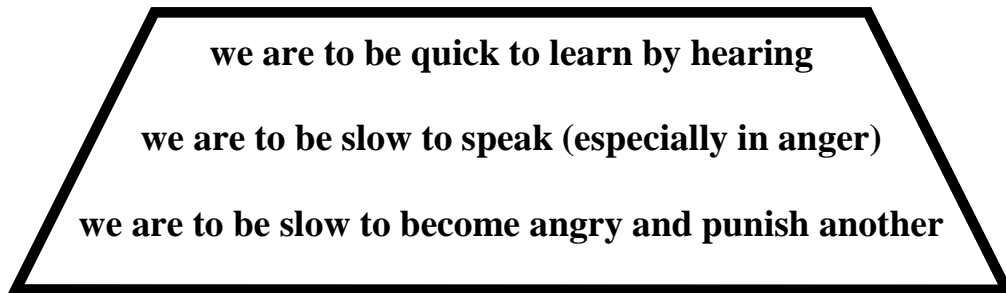 we are to be quick to learn by hearing
we are to be slow to speak (especially in anger)
we are to be slow to become angry and punish another